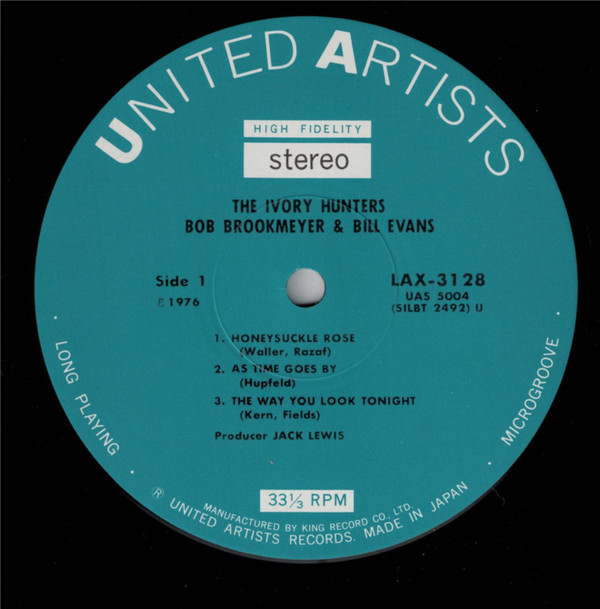 UNITED ARTISTS
HIGH FIDELITY
stereo
THE IVORY HUNTERS
BOB BROOKMEYER & BILL EVANS
Side 1
℗ 1976
LAX-3128
UAS 5004
(SILBT 2492) U
1. HONEYSUCKLE ROSE
(Waller, Razaf)
2. AS TIME GOES BY
(Hupfeld)
3. THE WAY YOU LOOK TONIGHT
(Kern, Fields)
Producer JACK LEWIS
· LONG PLAYING ·
· MICROGROOVE ·
33⅓ RPM
MANUFACTURED BY KING RECORD CO., LTD.
® UNITED ARTISTS RECORDS. MADE IN JAPAN